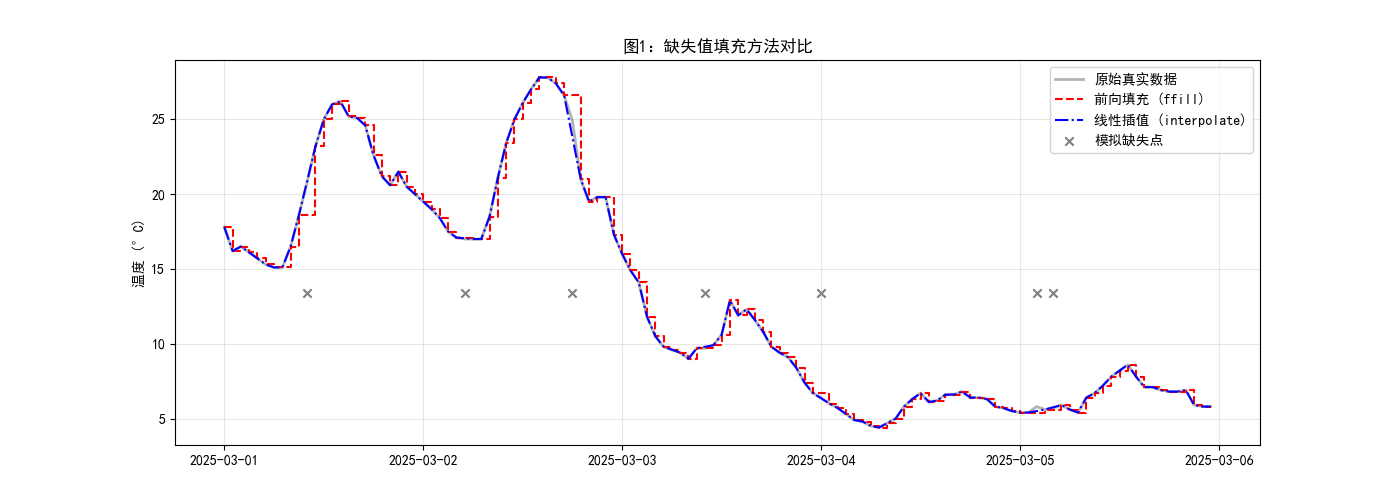 图1：缺失值填充方法对比
原始真实数据
前向填充 (ffill)
线性插值 (interpolate)
模拟缺失点
温度 (°C)
25
20
15
10
5
2025-03-01
2025-03-02
2025-03-03
2025-03-04
2025-03-05
2025-03-06